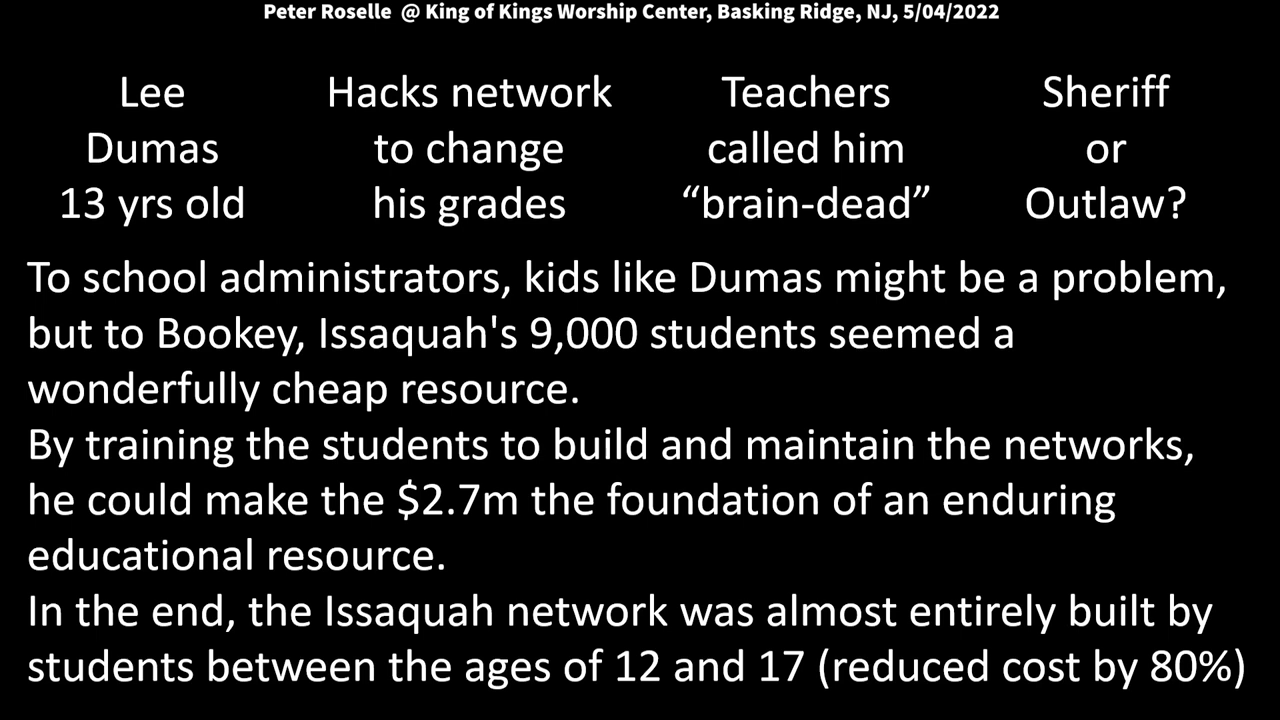 Peter Roselle @ King of Kings Worship Center, Basking Ridge, NJ, 5/04/2022
Lee
Dumas
13 yrs old
Hacks network
to change
his grades
Teachers
called him
“brain-dead”
Sheriff
or
Outlaw?
To school administrators, kids like Dumas might be a problem,
but to Bookey, Issaquah's 9,000 students seemed a
wonderfully cheap resource.
By training the students to build and maintain the networks,
he could make the $2.7m the foundation of an enduring
educational resource.
In the end, the Issaquah network was almost entirely built by
students between the ages of 12 and 17 (reduced cost by 80%)